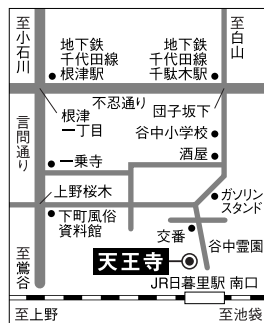 至小石川
地下鉄
千代田線
根津駅
地下鉄
千代田線
千駄木駅
至白山
不忍通り
根津
一丁目
団子坂下
言問通り
谷中小学校
一乗寺
酒屋
上野桜木
ガソリン
スタンド
下町風俗
資料館
交番
谷中霊園
至鶯谷
天王寺
JR日暮里駅 南口
至上野
至池袋